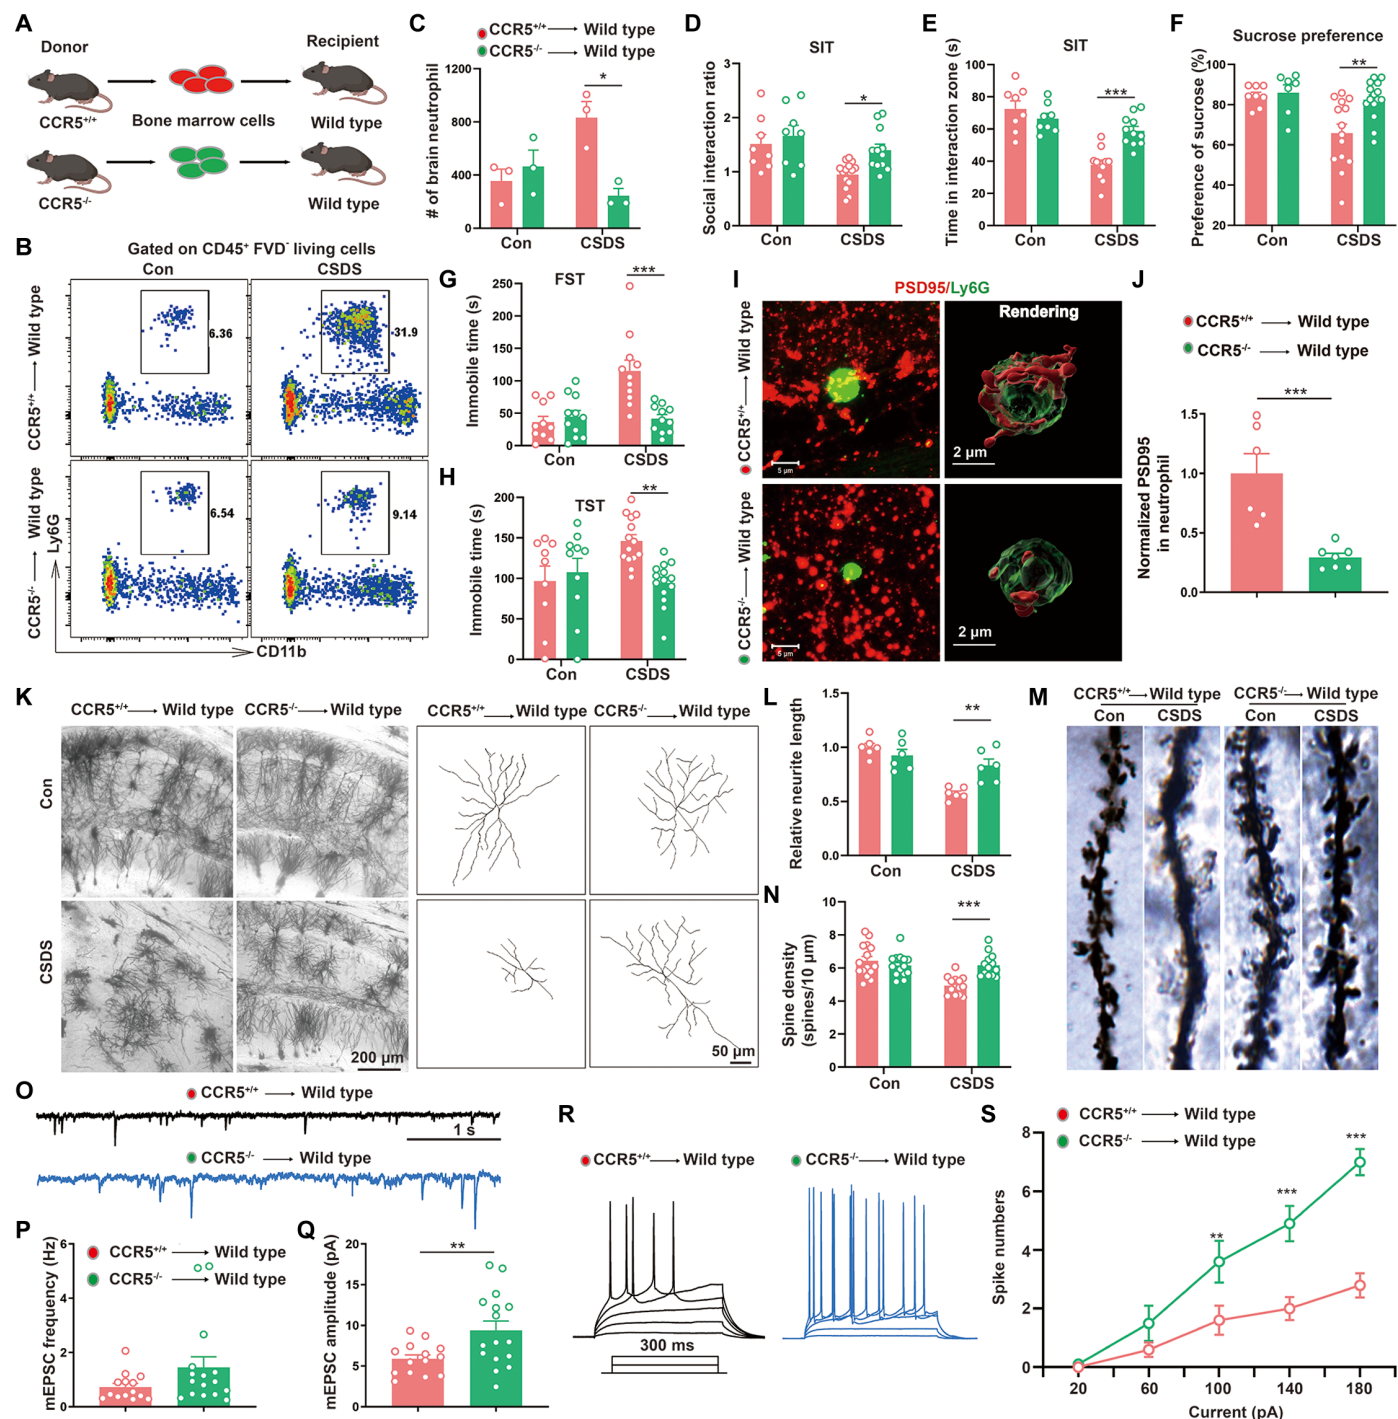 A
Donor
Recipient
CCR5+/+
Bone marrow cells
Wild type
CCR5-/-
Wild type
B
Gated on CD45+ FVD- living cells
Con
CSDS
CCR5+/+ Wild type
6.36
31.9
CCR5-/- Wild type
6.54
9.14
Ly6G
CD11b
C
CCR5+/+ Wild type
CCR5-/- Wild type
# of brain neutrophil
1200
800
400
0
*
Con
CSDS
D
SIT
Social interaction ratio
3
2
1
0
*
Con
CSDS
E
SIT
Time in interaction zone (s)
100
80
60
40
20
0
***
Con
CSDS
F
Sucrose preference
Preference of sucrose (%)
100
80
60
40
20
**
Con
CSDS
G
FST
Immobile time (s)
250
200
150
100
50
0
***
Con
CSDS
H
TST
Immobile time (s)
200
150
100
50
0
**
Con
CSDS
I
PSD95/Ly6G
Rendering
CCR5+/+ Wild type
5 µm
2 µm
CCR5-/- Wild type
5 µm
2 µm
J
CCR5+/+ Wild type
CCR5-/- Wild type
Normalized PSD95
in neutrophil
1.5
1.0
0.5
0.0
***
K
CCR5+/+ Wild type
CCR5-/- Wild type
CCR5+/+ Wild type
CCR5-/- Wild type
Con
CSDS
200 µm
50 µm
L
Relative neurite length
1.5
1.0
0.5
0.0
**
Con
CSDS
M
CCR5+/+ Wild type
CCR5-/- Wild type
Con
CSDS
Con
CSDS
N
Spine density
(spines/10 µm)
10
8
6
4
2
0
***
Con
CSDS
O
CCR5+/+ Wild type
1 s
CCR5-/- Wild type
P
mEPSC frequency (Hz)
6
4
2
0
CCR5+/+ Wild type
CCR5-/- Wild type
Q
mEPSC amplitude (pA)
20
15
10
5
0
**
R
CCR5+/+ Wild type
CCR5-/- Wild type
300 ms
S
CCR5+/+ Wild type
CCR5-/- Wild type
Spike numbers
8
6
4
2
0
**
***
***
20
60
100
140
180
Current (pA)